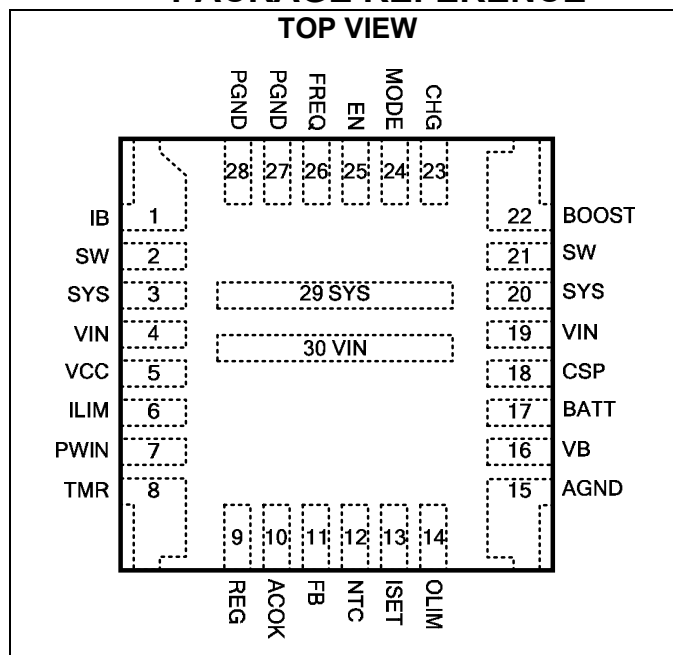 PACKAGE REFERENCE
TOP VIEW
PGND PGND FREQ EN MODE CHG
28 27 26 25 24 23
IB 1 22 BOOST
SW 2 21 SW
SYS 3 29 SYS 20 SYS
VIN 4 30 VIN 19 VIN
VCC 5 18 CSP
ILIM 6 17 BATT
PWIN 7 16 VB
TMR 8 15 AGND
9 10 11 12 13 14
REG ACOK FB NTC ISET OLIM